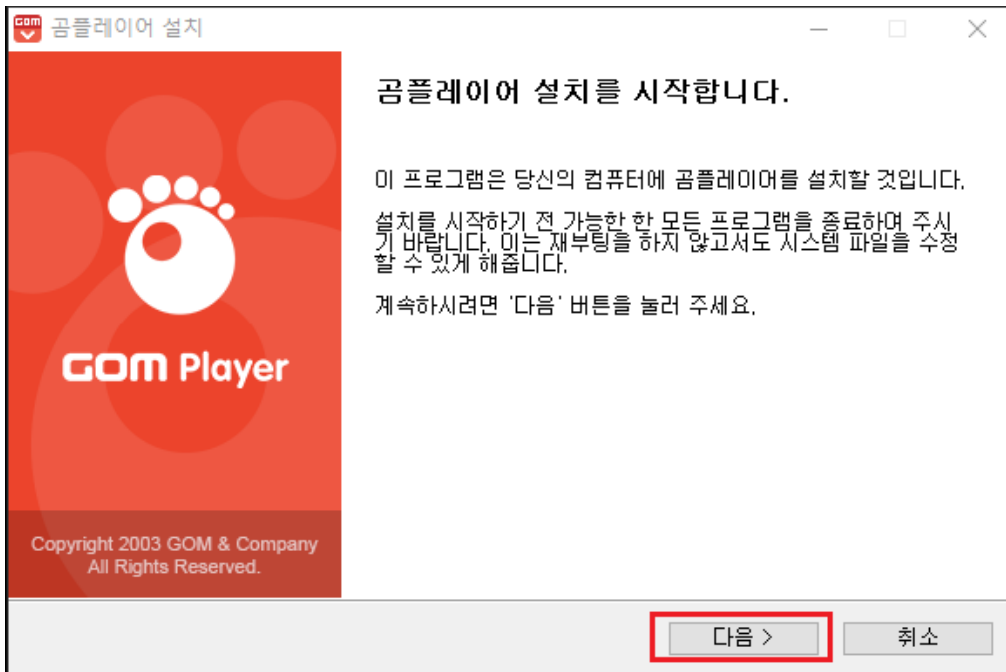 GOM
곰플레이어 설치
곰플레이어 설치를 시작합니다.
이 프로그램은 당신의 컴퓨터에 곰플레이어를 설치할 것입니다.
설치를 시작하기 전 가능한 한 모든 프로그램을 종료하여 주시
기 바랍니다. 이는 재부팅을 하지 않고서도 시스템 파일을 수정
할 수 있게 해줍니다.
계속하시려면 '다음' 버튼을 눌러 주세요.
GOM Player
Copyright 2003 GOM & Company
All Rights Reserved.
다음 >
취소